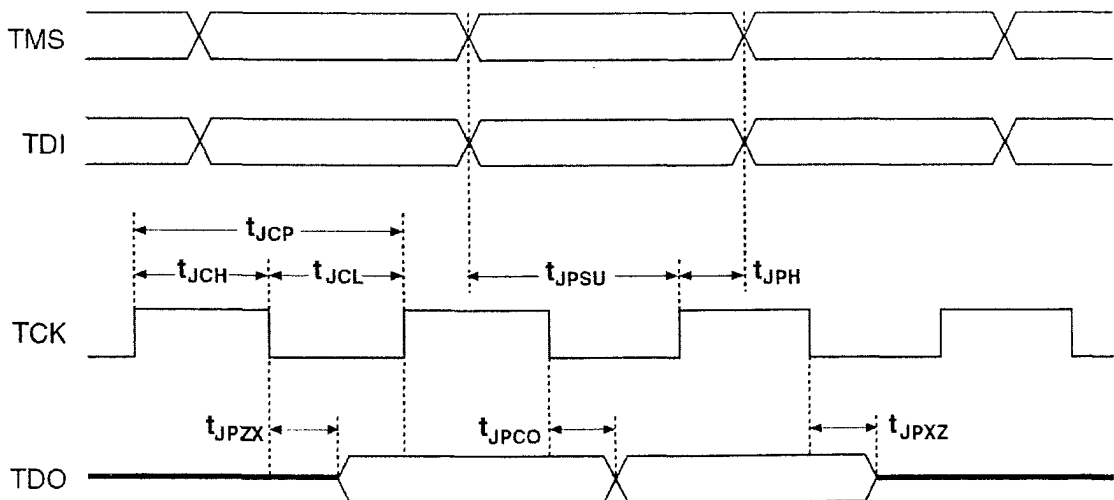 TMS
TDI
tJCP
tJCH
tJCL
tJPSU
tJPH
TCK
tJPZX
tJPCO
tJPXZ
TDO